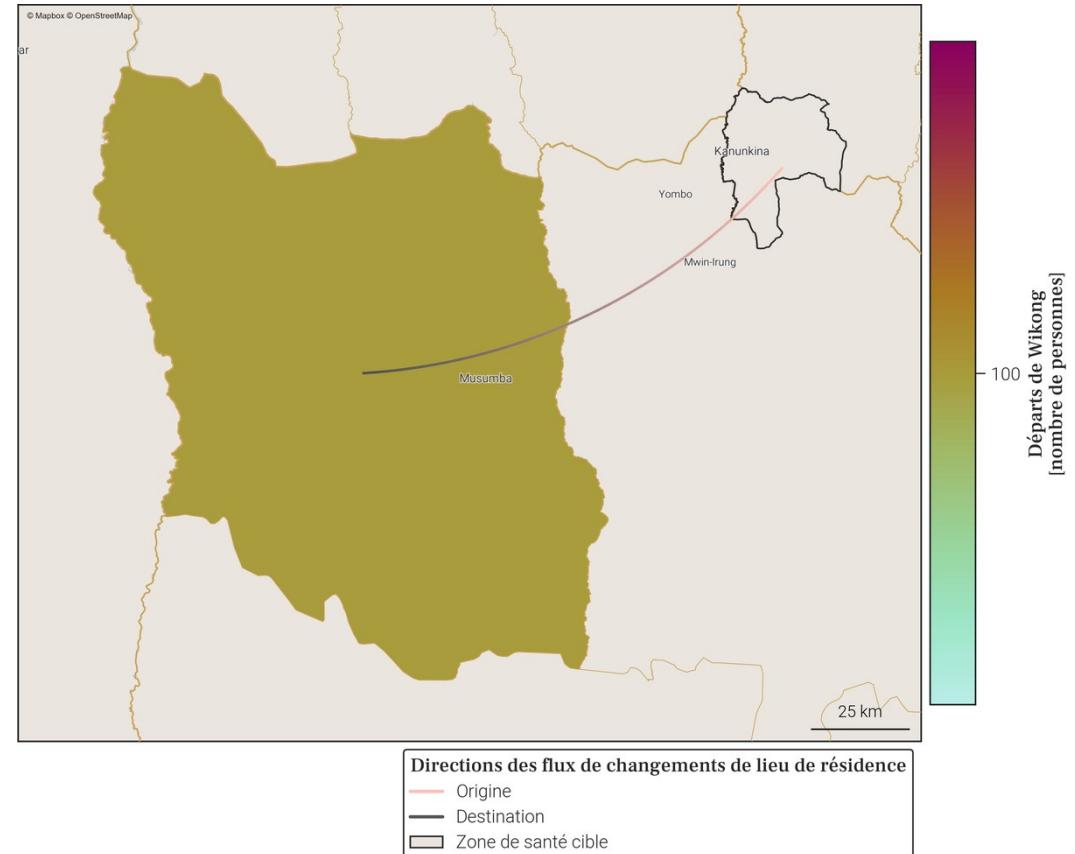 © Mapbox © OpenStreetMap
ar
Kanunkina
Yombo
Mwin-Irung
Musumba
25 km
100
Départs de Wikong
[nombre de personnes]
Directions des flux de changements de lieu de résidence
Origine
Destination
Zone de santé cible